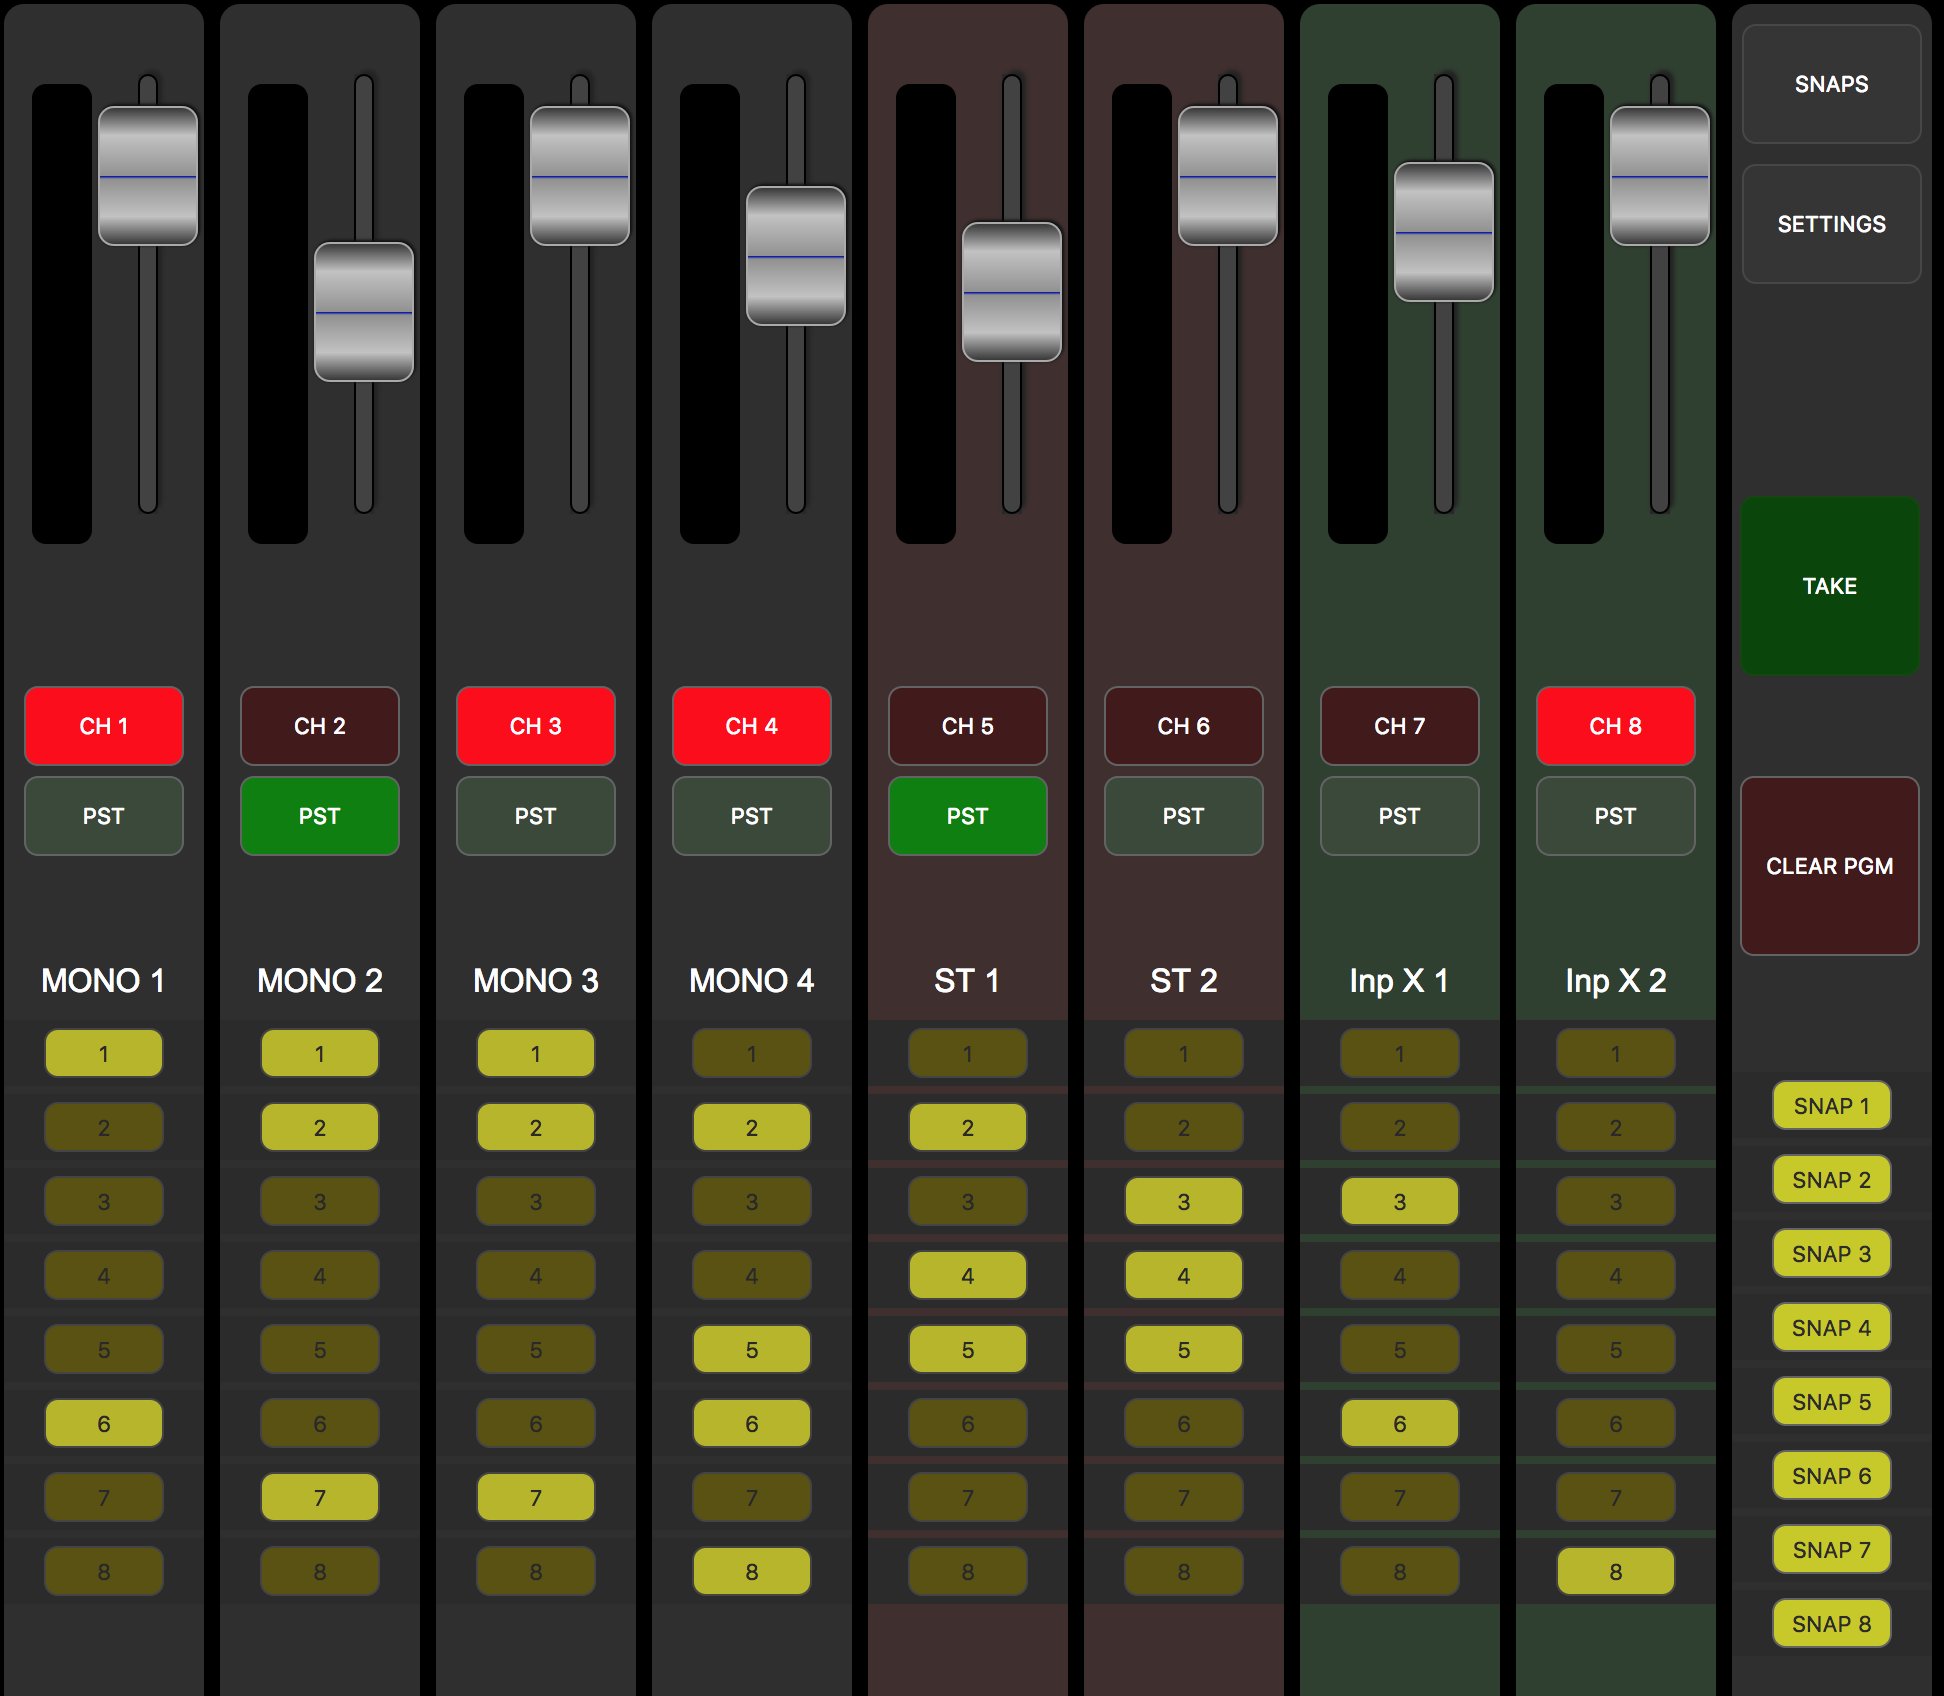 SNAPS
SETTINGS
TAKE
CH 1 CH 2 CH 3 CH 4 CH 5 CH 6 CH 7 CH 8
PST PST PST PST PST PST PST PST
CLEAR PGM
MONO 1 MONO 2 MONO 3 MONO 4 ST 1 ST 2 Inp X 1 Inp X 2
1 1 1 1 1 1 1 1
SNAP 1
2 2 2 2 2 2 2 2
SNAP 2
3 3 3 3 3 3 3 3
SNAP 3
4 4 4 4 4 4 4 4
SNAP 4
5 5 5 5 5 5 5 5
SNAP 5
6 6 6 6 6 6 6 6
SNAP 6
7 7 7 7 7 7 7 7
SNAP 7
8 8 8 8 8 8 8 8
SNAP 8